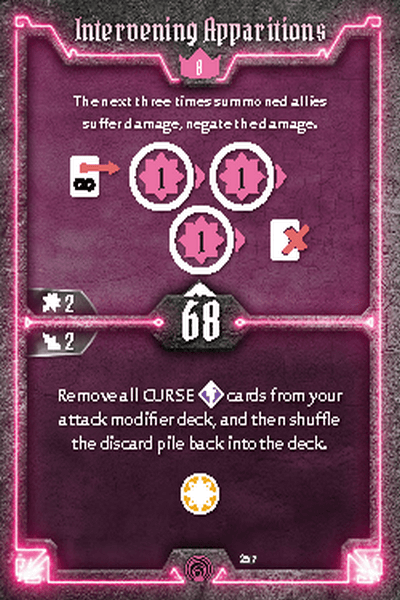 Intervening Apparitions
8
The next three times summoned allies
suffer damage, negate the damage.
1 1
1
2
68
2
Remove all CURSE cards from your
attack modifier deck, and then shuffle
the discard pile back into the deck.